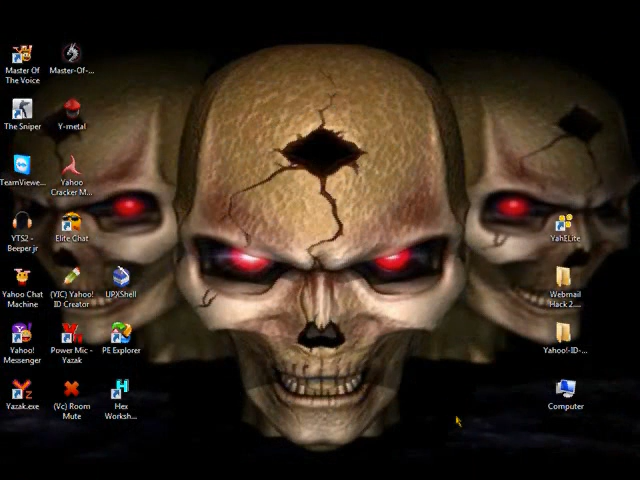 Master Of
The Voice
Master-Of-...
The Sniper
Y-metal
TeamViewe...
Yahoo
Cracker M...
YTS2 -
Beeper jr
Elite Chat
YahELite
Yahoo Chat
Machine
(YIC) Yahoo!
ID Creator
UPXShell
Webmail
Hack 2....
Yahoo!
Messenger
Power Mic -
Yazak
PE Explorer
Yahoo!-ID-...
Yazak.exe
(Vc) Room
Mute
Hex
Worksh...
Computer